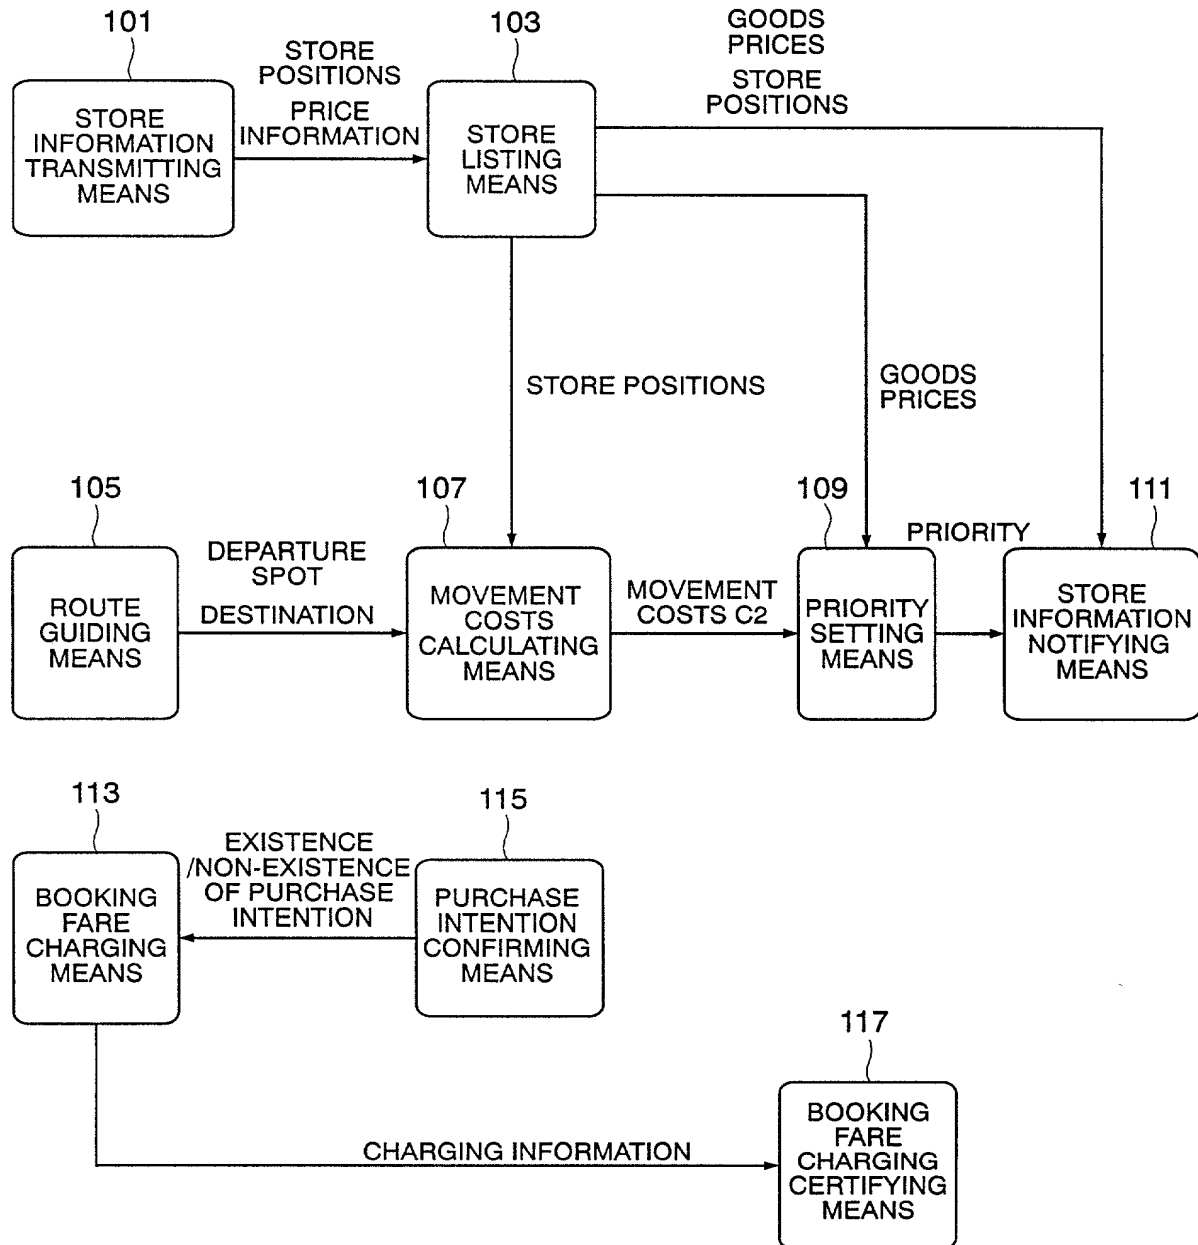 101
STORE
INFORMATION
TRANSMITTING
MEANS
STORE
POSITIONS
PRICE
INFORMATION
103
STORE
LISTING
MEANS
GOODS
PRICES
STORE
POSITIONS
STORE POSITIONS
GOODS
PRICES
105
ROUTE
GUIDING
MEANS
DEPARTURE
SPOT
DESTINATION
107
MOVEMENT
COSTS
CALCULATING
MEANS
MOVEMENT
COSTS C2
109
PRIORITY
SETTING
MEANS
PRIORITY
111
STORE
INFORMATION
NOTIFYING
MEANS
113
BOOKING
FARE
CHARGING
MEANS
EXISTENCE
/NON-EXISTENCE
OF PURCHASE
INTENTION
115
PURCHASE
INTENTION
CONFIRMING
MEANS
CHARGING INFORMATION
117
BOOKING
FARE
CHARGING
CERTIFYING
MEANS